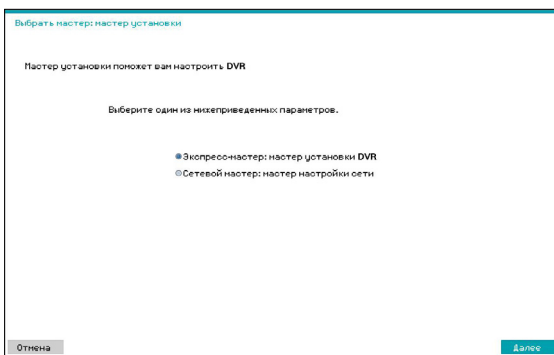 Выбрать мастер: мастер установки
Мастер установки поможет вам настроить DVR
Выберите один из нижеприведенных параметров.
Экспресс-мастер: мастер установки DVR
Сетевой мастер: мастер настройки сети
Отмена
Далее